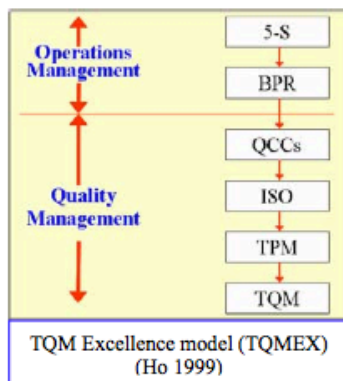 Operations
Management
5-S
BPR
Quality
Management
QCCs
ISO
TPM
TQM
TQM Excellence model (TQMEX)
(Ho 1999)